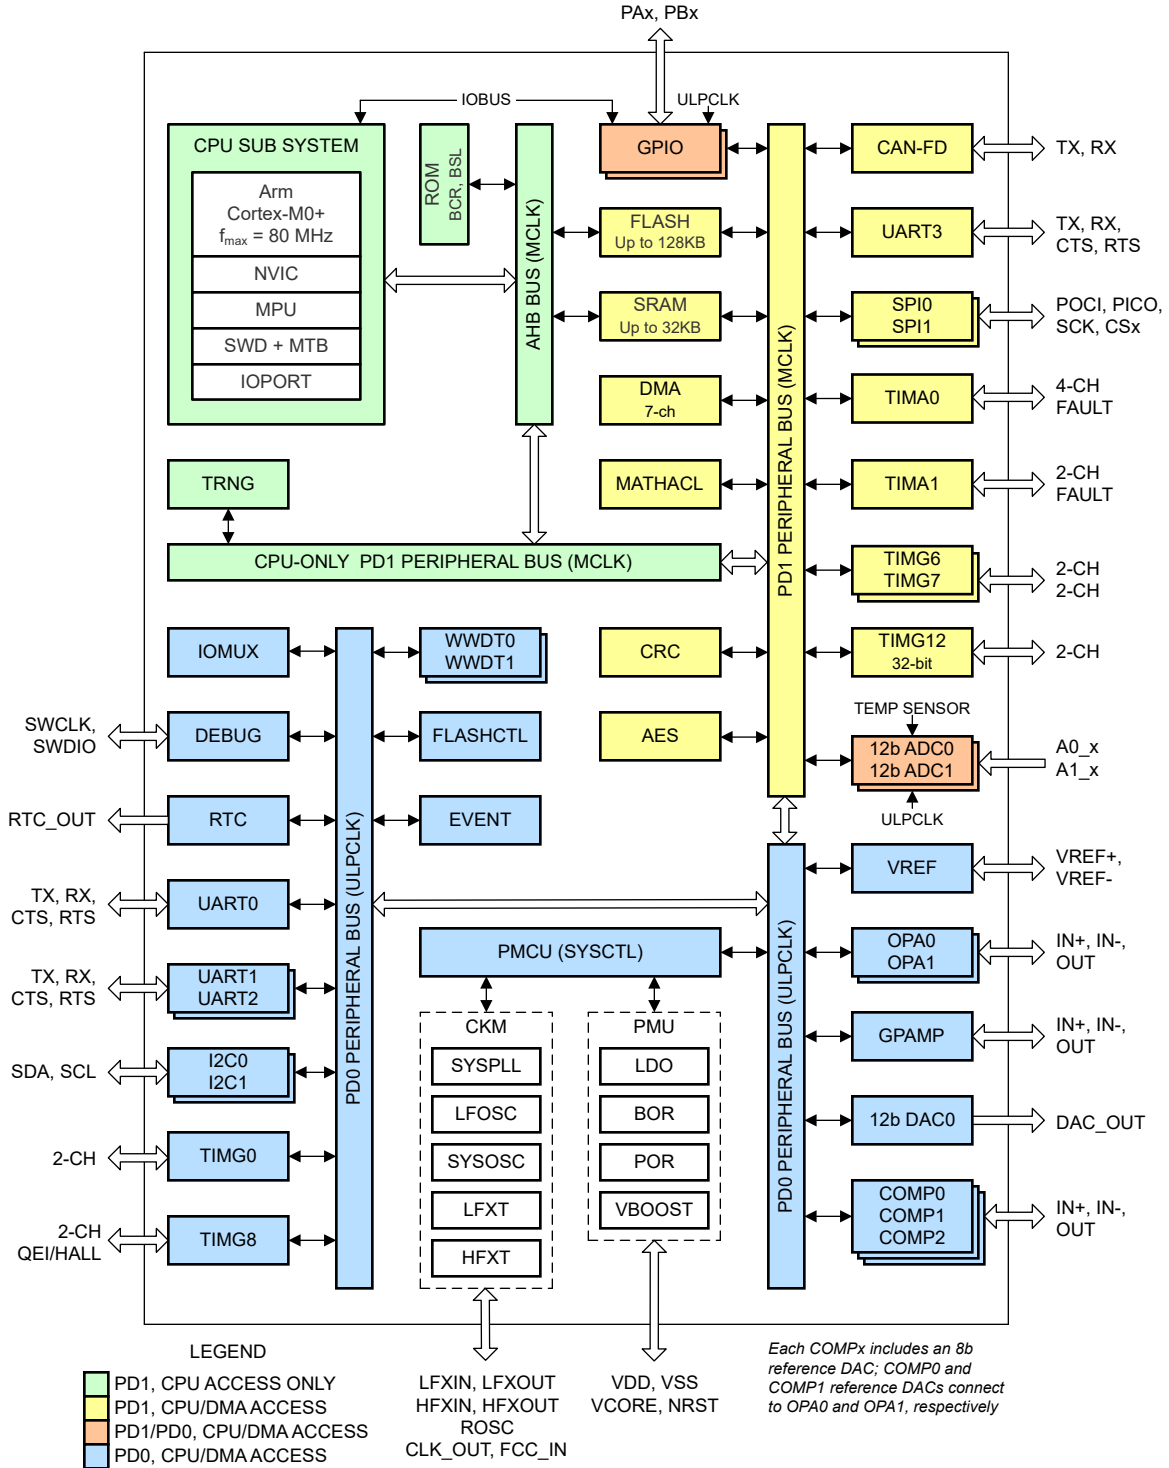 PAx, PBx
IOBUS
ULPCLK
CPU SUB SYSTEM
Arm
Cortex-M0+
fmax = 80 MHz
NVIC
MPU
SWD + MTB
IOPORT
ROM
BCR, BSL
AHB BUS (MCLK)
GPIO
FLASH
Up to 128KB
SRAM
Up to 32KB
DMA
7-ch
MATHACL
PD1 PERIPHERAL BUS (MCLK)
CAN-FD
TX, RX
UART3
TX, RX,
CTS, RTS
SPI0
SPI1
POCI, PICO,
SCK, CSx
TIMA0
4-CH
FAULT
TIMA1
2-CH
FAULT
TRNG
CPU-ONLY PD1 PERIPHERAL BUS (MCLK)
TIMG6
TIMG7
2-CH
2-CH
IOMUX
WWDT0
WWDT1
CRC
TIMG12
32-bit
2-CH
SWCLK,
SWDIO
DEBUG
FLASHCTL
AES
TEMP SENSOR
12b ADC0
12b ADC1
A0_x
A1_x
ULPCLK
RTC_OUT
RTC
EVENT
PD0 PERIPHERAL BUS (ULPCLK)
TX, RX,
CTS, RTS
UART0
VREF
VREF+,
VREF-
PMCU (SYSCTL)
PD0 PERIPHERAL BUS (ULPCLK)
OPA0
OPA1
IN+, IN-,
OUT
TX, RX,
CTS, RTS
UART1
UART2
CKM
SYSPLL
LFOSC
SYSOSC
LFXT
HFXT
PMU
LDO
BOR
POR
VBOOST
GPAMP
IN+, IN-,
OUT
SDA, SCL
I2C0
I2C1
12b DAC0
DAC_OUT
2-CH
TIMG0
COMP0
COMP1
COMP2
IN+, IN-,
OUT
2-CH
QEI/HALL
TIMG8
LEGEND
PD1, CPU ACCESS ONLY
PD1, CPU/DMA ACCESS
PD1/PD0, CPU/DMA ACCESS
PD0, CPU/DMA ACCESS
LFXIN, LFXOUT
HFXIN, HFXOUT
ROSC
CLK_OUT, FCC_IN
VDD, VSS
VCORE, NRST
Each COMPx includes an 8b
reference DAC; COMP0 and
COMP1 reference DACs connect
to OPA0 and OPA1, respectively